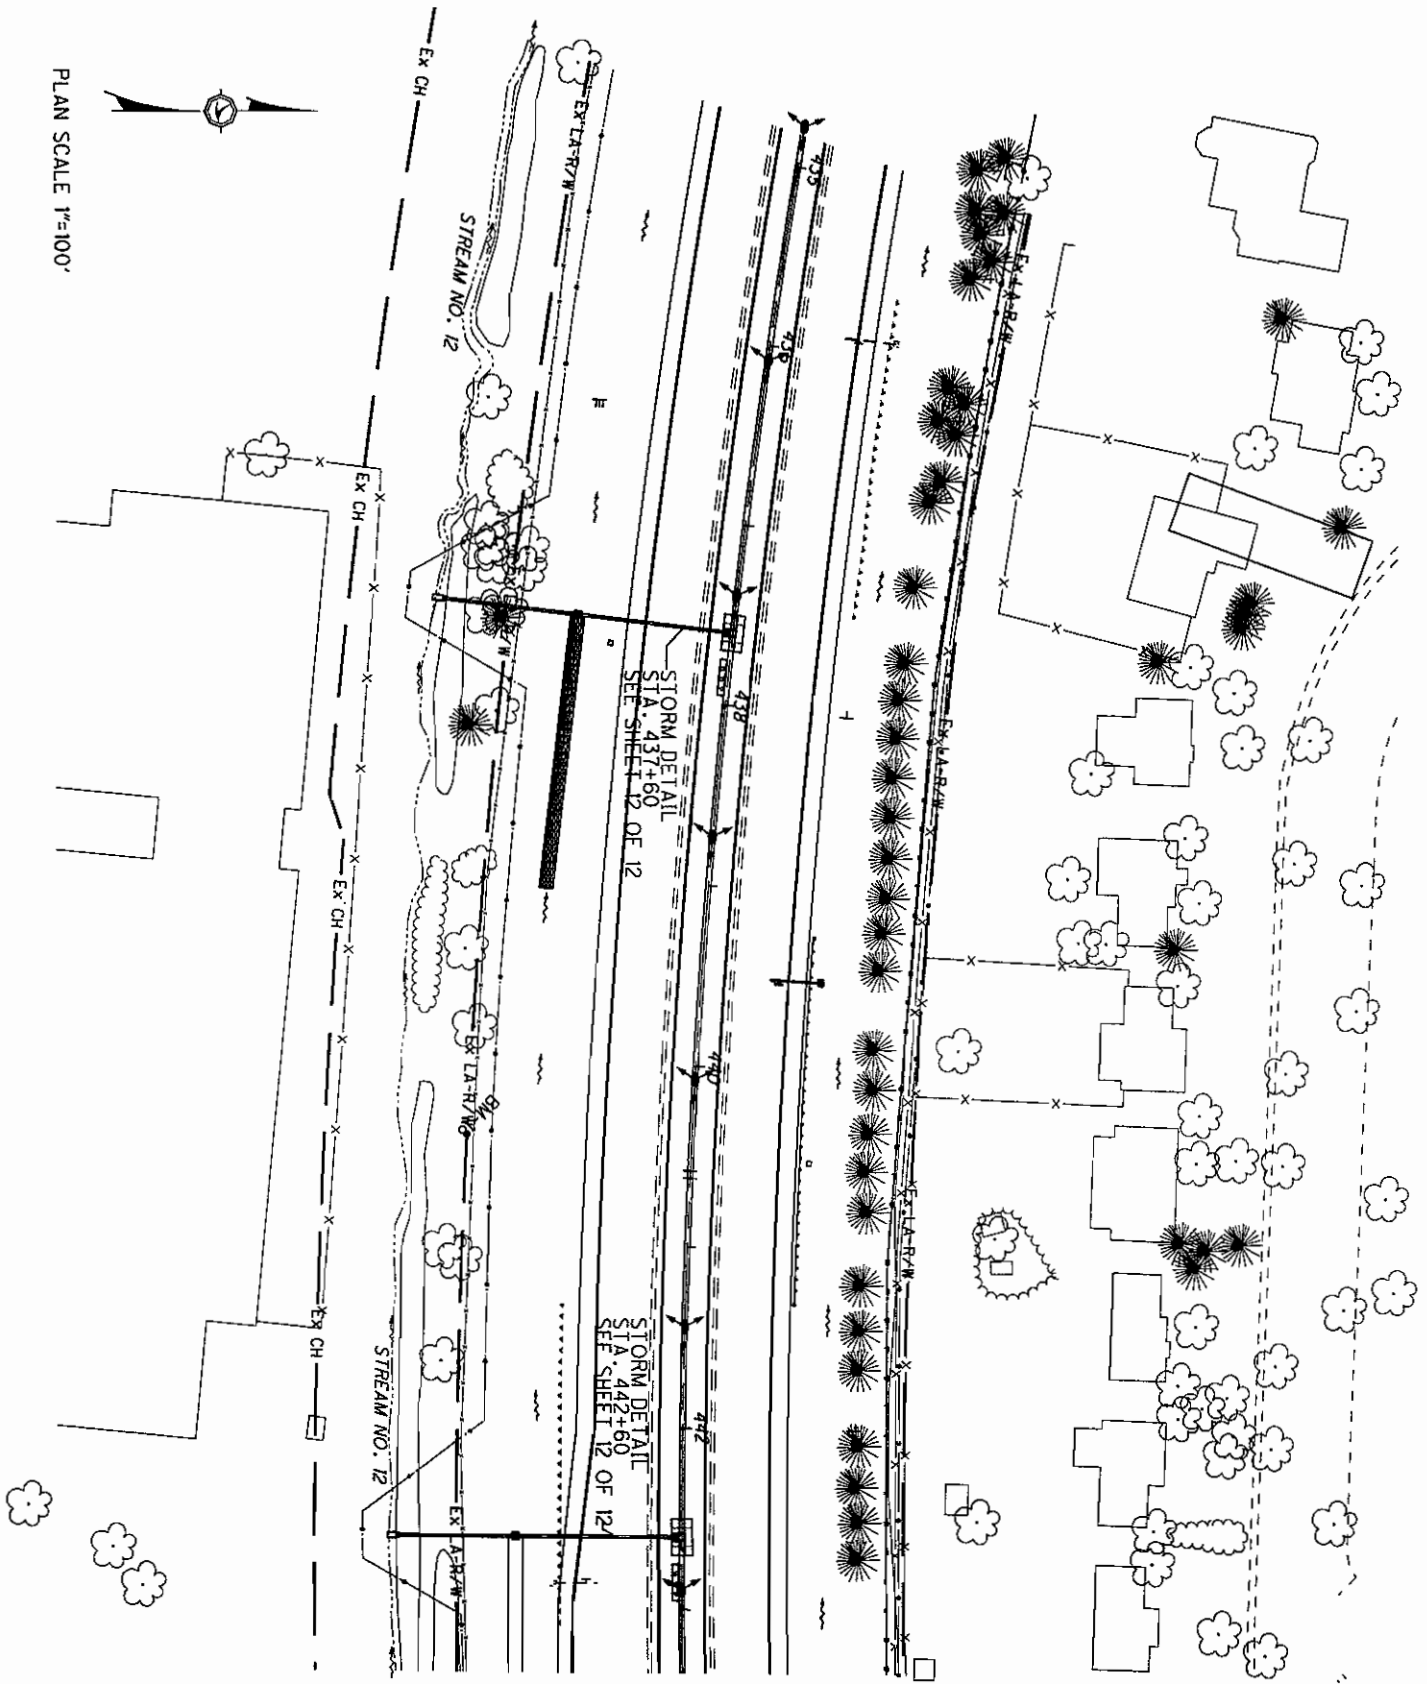 PLAN SCALE 1"=100'
Ex CH
Ex LA-R/W
STREAM NO. 12
435
436
Ex LA-R/W
Ex CH
R/W
438
STORM DETAIL
STA. 437+60
SEE SHEET 12 OF 12
Ex LA-R/W
Ex CH
440
Ex LA-R/W
BM
Ex LA-R/W
Ex CH
STREAM NO. 12
STORM DETAIL
STA. 442+60
SEE SHEET 12 OF 12
442
Ex LA-R/W